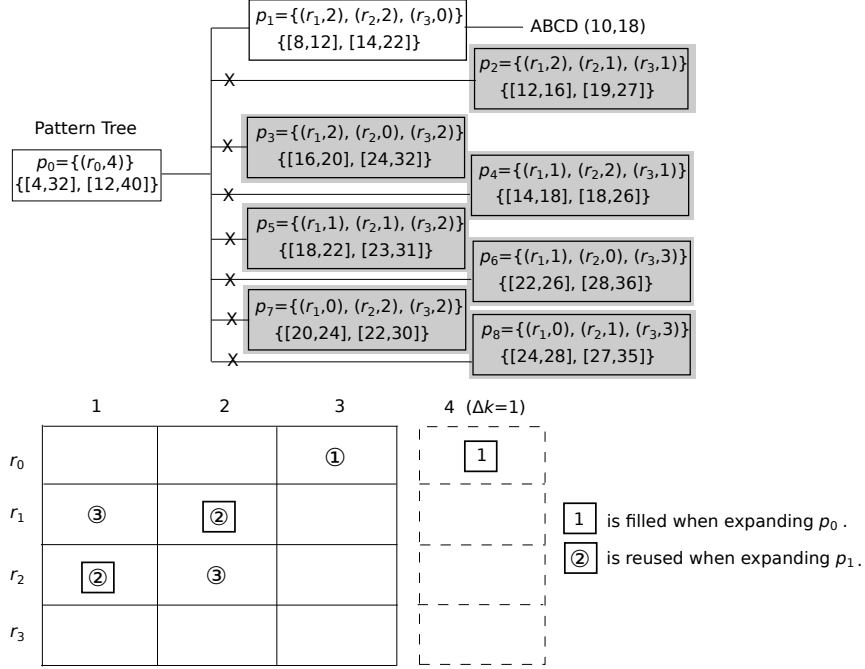 p1={(r1,2), (r2,2), (r3,0)}
{[8,12], [14,22]}
ABCD (10,18)
X
p2={(r1,2), (r2,1), (r3,1)}
{[12,16], [19,27]}
Pattern Tree
p0={(r0,4)}
{[4,32], [12,40]}
X
p3={(r1,2), (r2,0), (r3,2)}
{[16,20], [24,32]}
X
p4={(r1,1), (r2,2), (r3,1)}
{[14,18], [18,26]}
X
p5={(r1,1), (r2,1), (r3,2)}
{[18,22], [23,31]}
X
p6={(r1,1), (r2,0), (r3,3)}
{[22,26], [28,36]}
X
p7={(r1,0), (r2,2), (r3,2)}
{[20,24], [22,30]}
X
p8={(r1,0), (r2,1), (r3,3)}
{[24,28], [27,35]}
1 2 3 4 (Δk=1)
r0 ① 1
r1 ③ ②
r2 ② ③
r3
1 is filled when expanding p0 .
② is reused when expanding p1 .